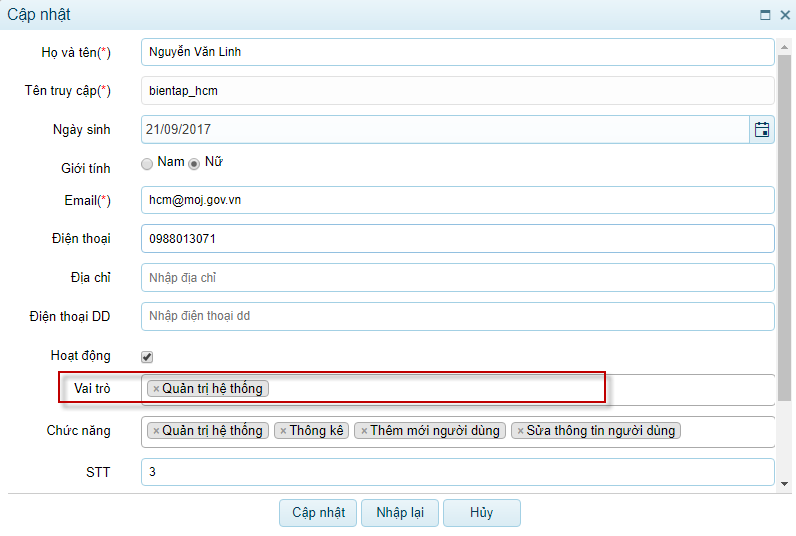 Cập nhật
Họ và tên(*) Nguyễn Văn Linh
Tên truy cập(*) bientap_hcm
Ngày sinh 21/09/2017
Giới tính Nam Nữ
Email(*) hcm@moj.gov.vn
Điện thoại 0988013071
Địa chỉ Nhập địa chỉ
Điện thoại DD Nhập điện thoại dd
Hoạt động
Vai trò × Quản trị hệ thống
Chức năng × Quản trị hệ thống × Thông kê × Thêm mới người dùng × Sửa thông tin người dùng
STT 3
Cập nhật Nhập lại Hủy